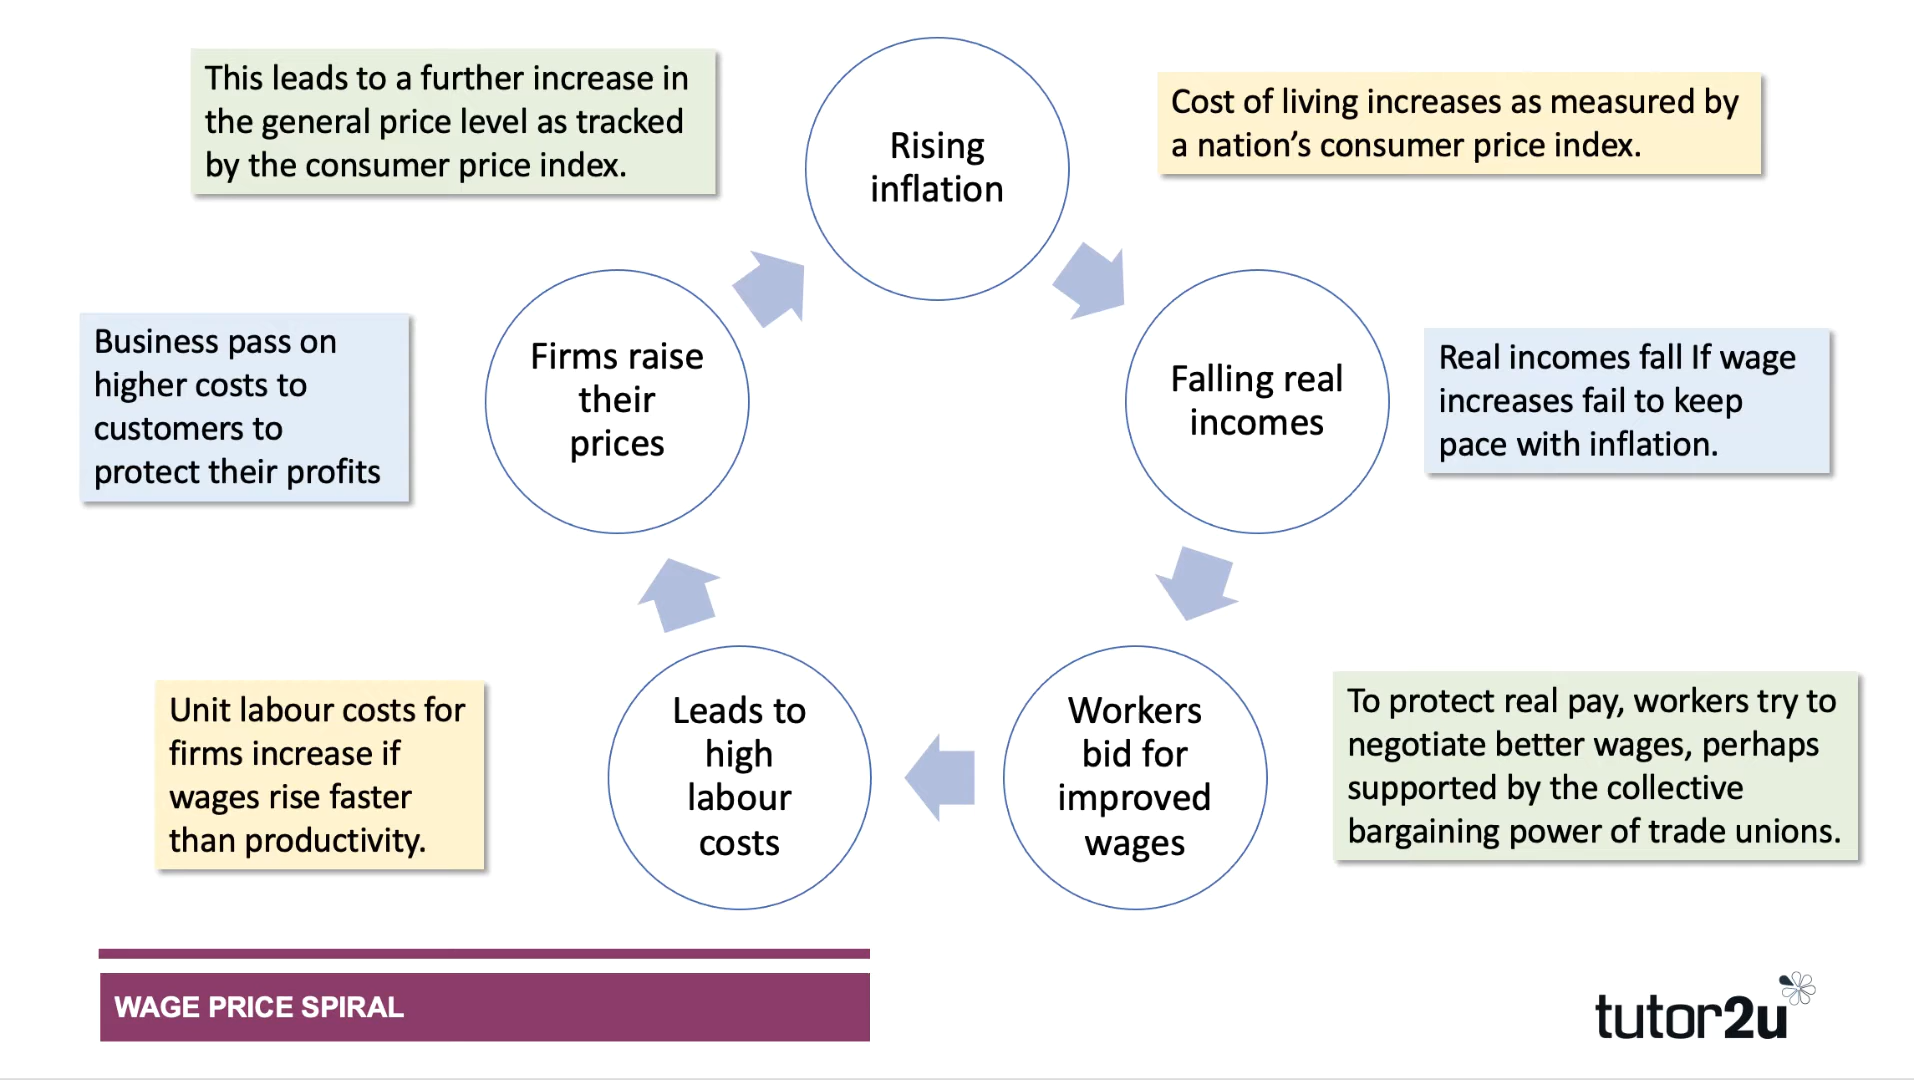 This leads to a further increase in
the general price level as tracked
by the consumer price index.
Rising
inflation
Cost of living increases as measured by
a nation’s consumer price index.
Business pass on
higher costs to
customers to
protect their profits
Firms raise
their
prices
Falling real
incomes
Real incomes fall If wage
increases fail to keep
pace with inflation.
Unit labour costs for
firms increase if
wages rise faster
than productivity.
Leads to
high
labour
costs
Workers
bid for
improved
wages
To protect real pay, workers try to
negotiate better wages, perhaps
supported by the collective
bargaining power of trade unions.
WAGE PRICE SPIRAL
tutor2u